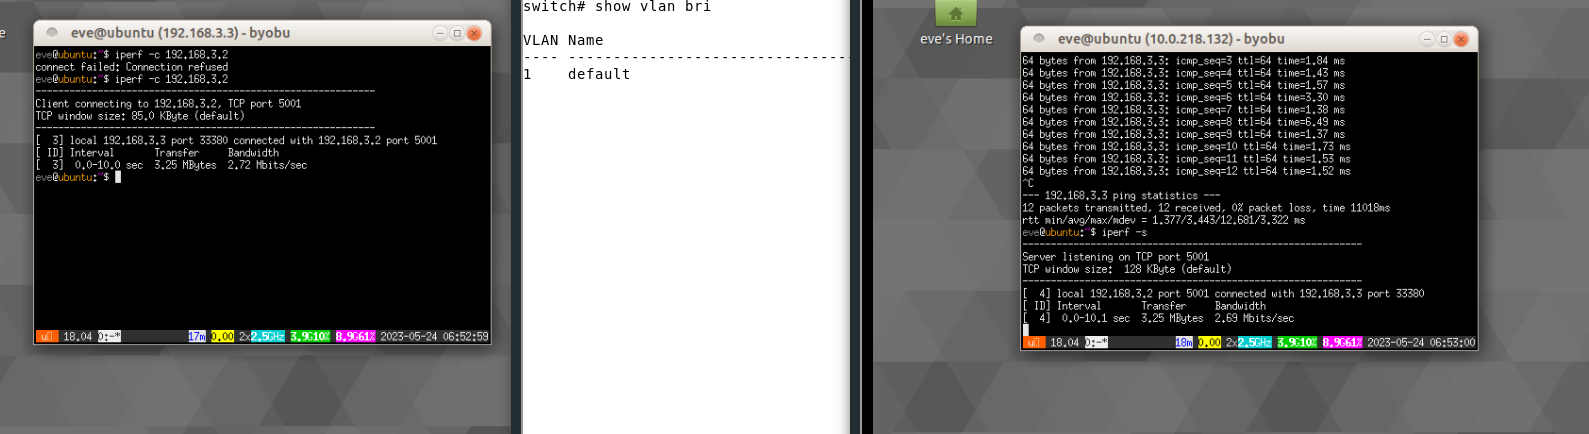 e
eve@ubuntu (192.168.3.3) - byobu
eve@ubuntu:~$ iperf -c 192.168.3.2
connect failed: Connection refused
eve@ubuntu:~$ iperf -c 192.168.3.2
------------------------------------------------------------
Client connecting to 192.168.3.2, TCP port 5001
TCP window size: 85.0 KByte (default)
------------------------------------------------------------
[  3] local 192.168.3.3 port 33380 connected with 192.168.3.2 port 5001
[ ID] Interval       Transfer     Bandwidth
[  3]  0.0-10.0 sec  3.25 MBytes  2.72 Mbits/sec
eve@ubuntu:~$
18.04 0:-* 17m 0.00 2x2.5GHz 3.9G10% 8.9G61% 2023-05-24 06:52:59
switch# show vlan bri
VLAN Name
---- --------------------------------
1    default
eve's Home
eve@ubuntu (10.0.218.132) - byobu
64 bytes from 192.168.3.3: icmp_seq=3 ttl=64 time=1.84 ms
64 bytes from 192.168.3.3: icmp_seq=4 ttl=64 time=1.43 ms
64 bytes from 192.168.3.3: icmp_seq=5 ttl=64 time=1.57 ms
64 bytes from 192.168.3.3: icmp_seq=6 ttl=64 time=3.30 ms
64 bytes from 192.168.3.3: icmp_seq=7 ttl=64 time=1.38 ms
64 bytes from 192.168.3.3: icmp_seq=8 ttl=64 time=6.49 ms
64 bytes from 192.168.3.3: icmp_seq=9 ttl=64 time=1.37 ms
64 bytes from 192.168.3.3: icmp_seq=10 ttl=64 time=1.73 ms
64 bytes from 192.168.3.3: icmp_seq=11 ttl=64 time=1.53 ms
64 bytes from 192.168.3.3: icmp_seq=12 ttl=64 time=1.52 ms
^C
--- 192.168.3.3 ping statistics ---
12 packets transmitted, 12 received, 0% packet loss, time 11018ms
rtt min/avg/max/mdev = 1.377/3.443/12.681/3.322 ms
eve@ubuntu:~$ iperf -s
------------------------------------------------------------
Server listening on TCP port 5001
TCP window size:  128 KByte (default)
------------------------------------------------------------
[  4] local 192.168.3.2 port 5001 connected with 192.168.3.3 port 33380
[ ID] Interval       Transfer     Bandwidth
[  4]  0.0-10.1 sec  3.25 MBytes  2.69 Mbits/sec
18.04 0:-* 18m 0.00 2x2.5GHz 3.9G10% 8.9G61% 2023-05-24 06:53:00